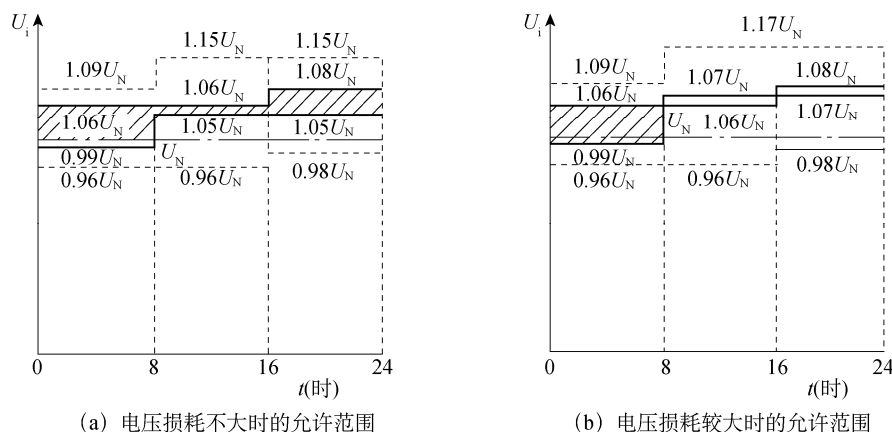 U_i
1.15U_N 1.15U_N
1.09U_N 1.08U_N
1.06U_N
1.06U_N 1.05U_N 1.05U_N
0.99U_N U_N
0.96U_N 0.96U_N 0.98U_N
0 8 16 24
t(时)
(a) 电压损耗不大时的允许范围
U_i
1.17U_N
1.09U_N 1.07U_N 1.08U_N
1.06U_N
U_N 1.06U_N 1.07U_N
0.99U_N
0.96U_N 0.96U_N 0.98U_N
0 8 16 24
t(时)
(b) 电压损耗较大时的允许范围